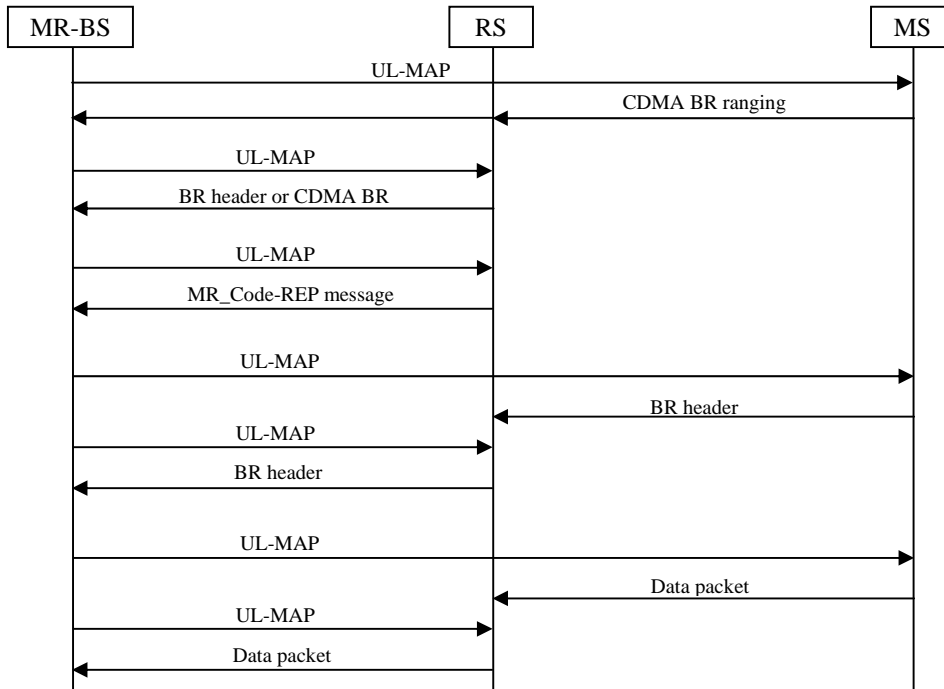 MR-BS
RS
MS
UL-MAP
CDMA BR ranging
UL-MAP
BR header or CDMA BR
UL-MAP
MR_Code-REP message
UL-MAP
BR header
UL-MAP
BR header
UL-MAP
Data packet
UL-MAP
Data packet